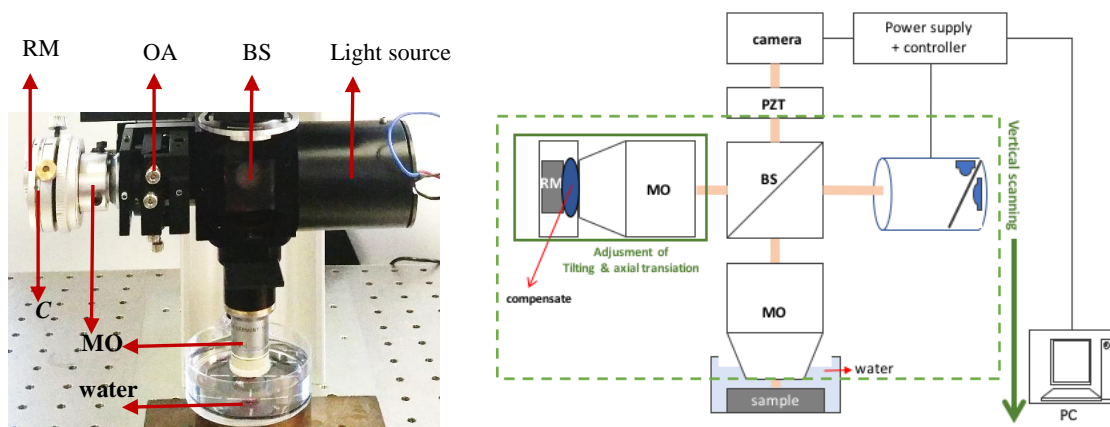 RM
OA
BS
Light source
C
MO
water
camera
Power supply
+ controller
PZT
Vertical scanning
RM
MO
BS
Adjusment of
Tilting & axial transiation
compensate
MO
water
sample
PC